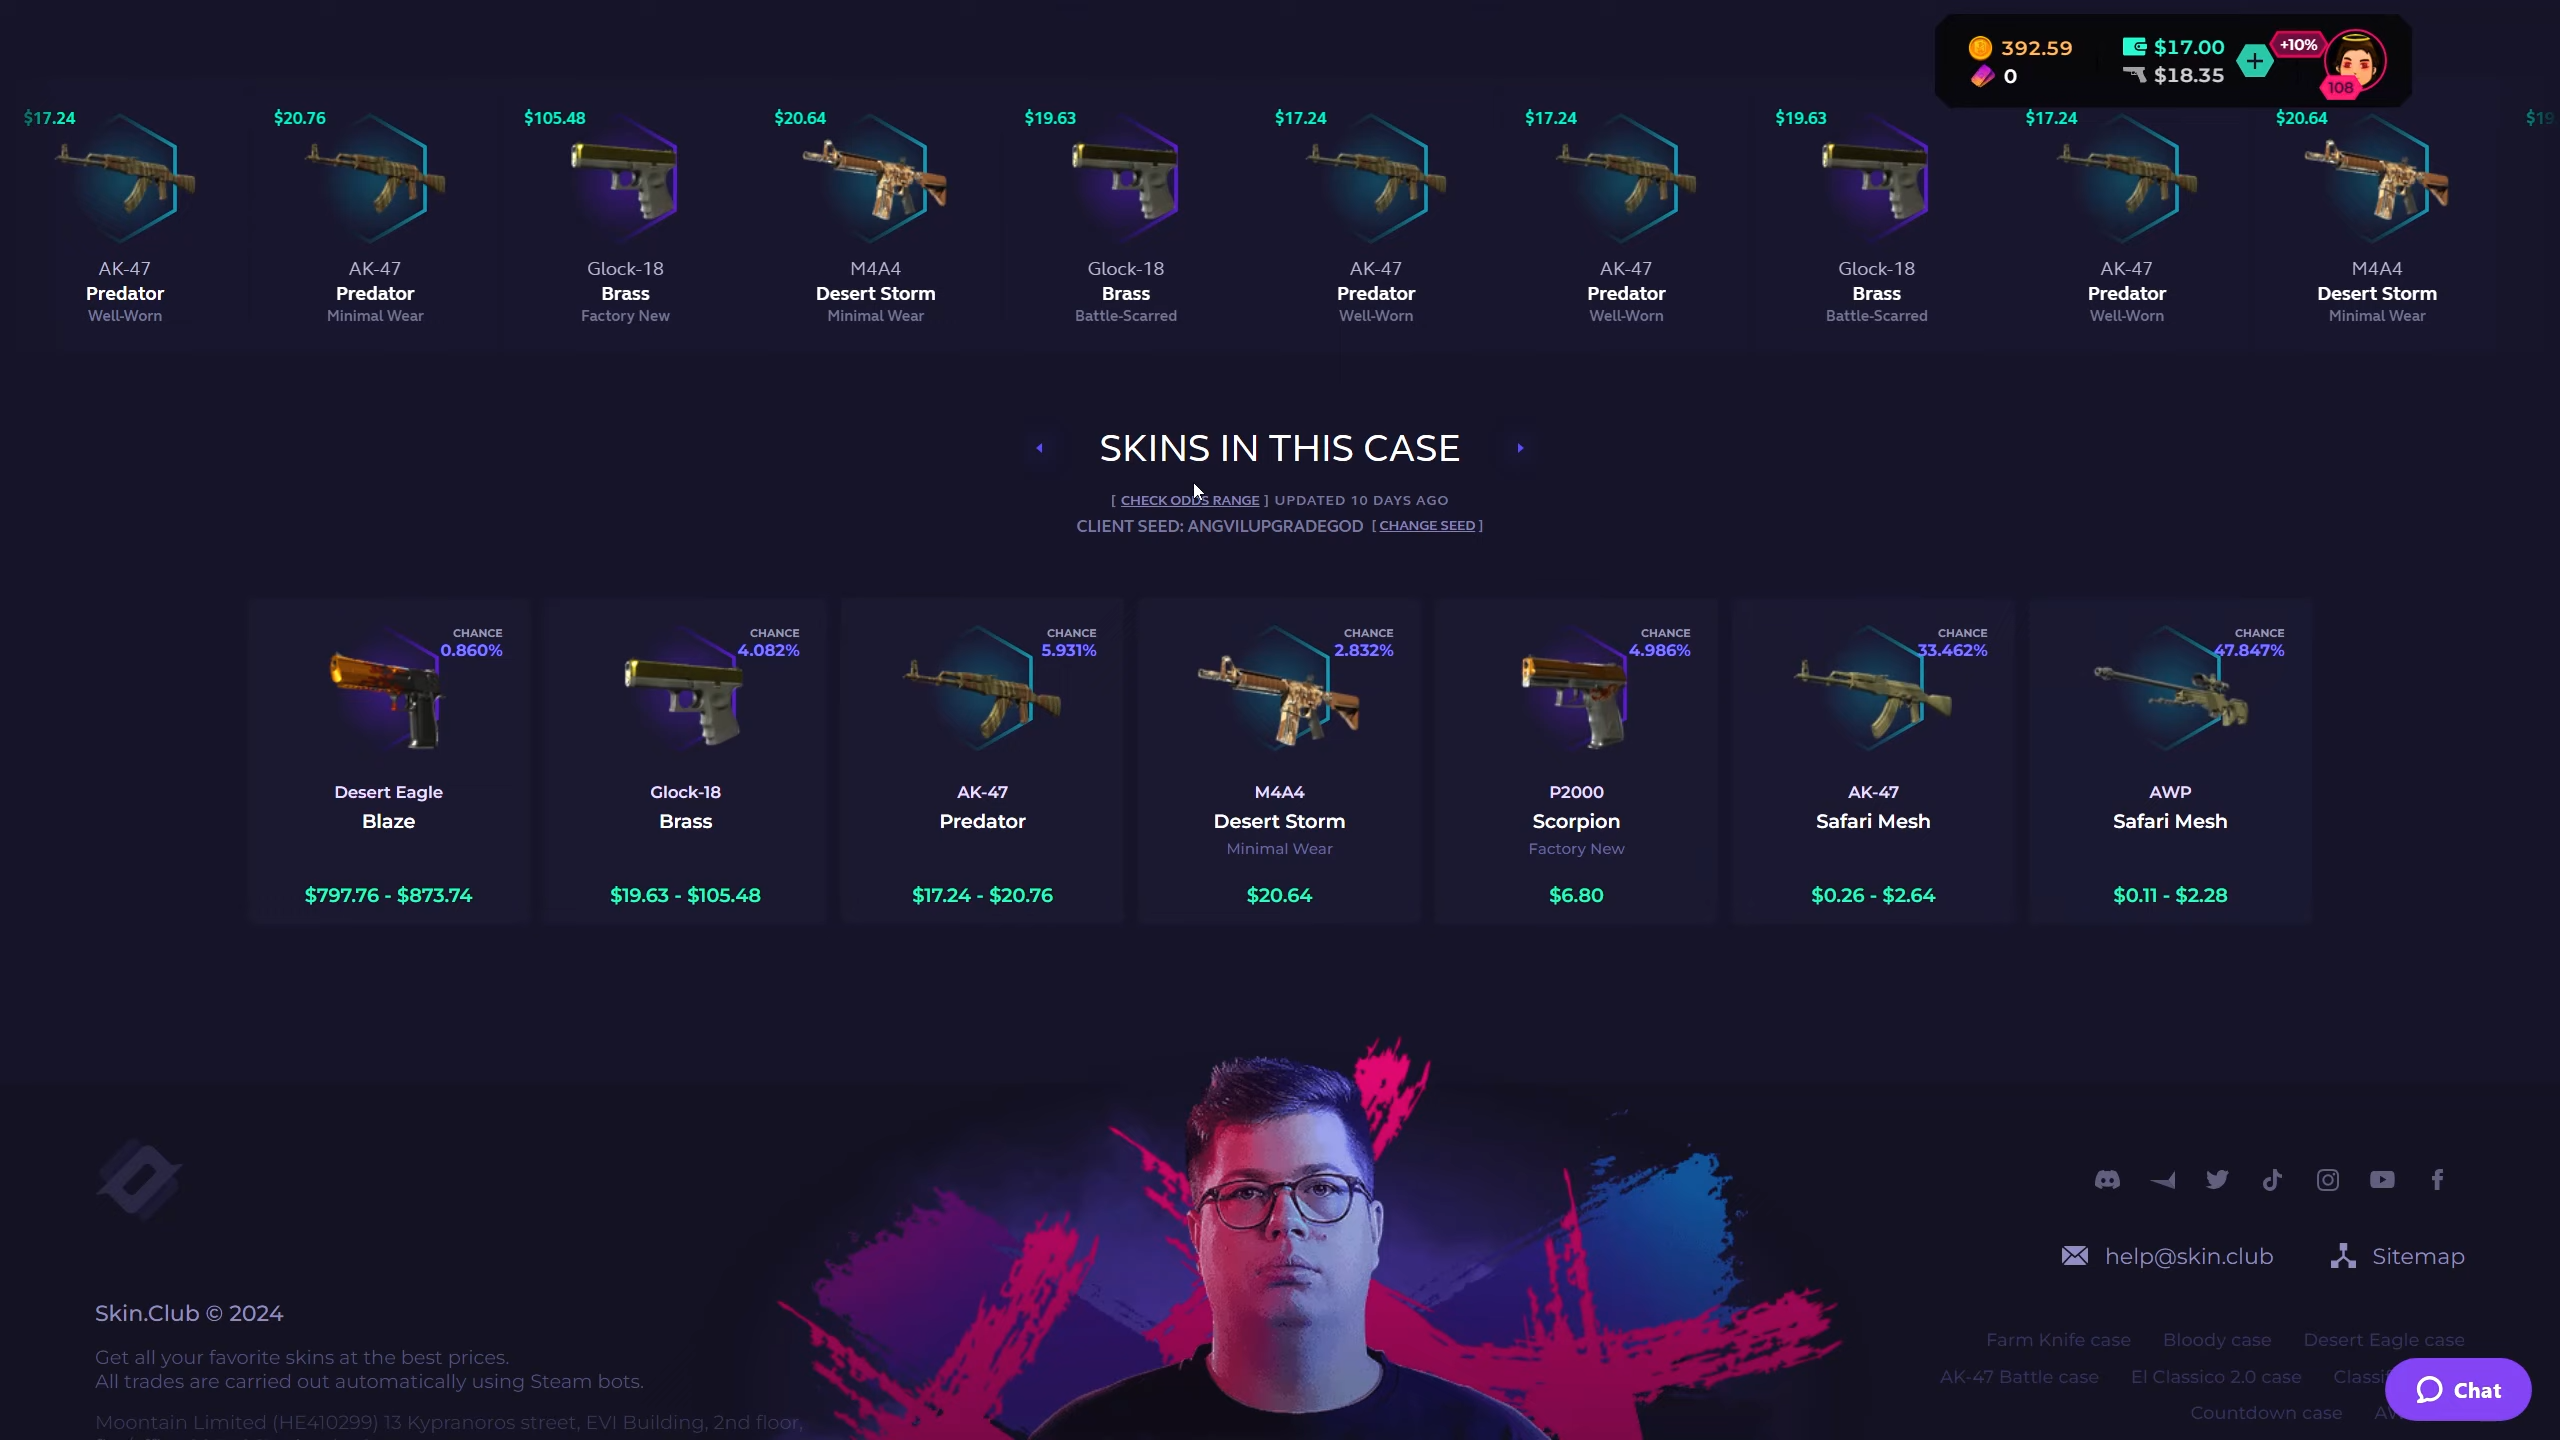 392.59
$17.00
+10%
0
$18.35
108
$17.24
$20.76
$105.48
$20.64
$19.63
$17.24
$17.24
$19.63
$17.24
$20.64
AK-47
Predator
Well-Worn
AK-47
Predator
Minimal Wear
Glock-18
Brass
Factory New
M4A4
Desert Storm
Minimal Wear
Glock-18
Brass
Battle-Scarred
AK-47
Predator
Well-Worn
AK-47
Predator
Well-Worn
Glock-18
Brass
Battle-Scarred
AK-47
Predator
Well-Worn
M4A4
Desert Storm
Minimal Wear
SKINS IN THIS CASE
[ CHECK ODDS RANGE ] UPDATED 10 DAYS AGO
CLIENT SEED: ANGVILUPGRADEGOD [ CHANGE SEED ]
CHANCE
0.860%
Desert Eagle
Blaze
$797.76 - $873.74
CHANCE
4.082%
Glock-18
Brass
$19.63 - $105.48
CHANCE
5.931%
AK-47
Predator
$17.24 - $20.76
CHANCE
2.832%
M4A4
Desert Storm
Minimal Wear
$20.64
CHANCE
4.986%
P2000
Scorpion
Factory New
$6.80
CHANCE
33.462%
AK-47
Safari Mesh
$0.26 - $2.64
CHANCE
47.847%
AWP
Safari Mesh
$0.11 - $2.28
help@skin.club
Sitemap
Skin.Club © 2024
Get all your favorite skins at the best prices.
All trades are carried out automatically using Steam bots.
Moontain Limited (HE410299) 13 Kypranoros street, EVI Building, 2nd floor,
Farm Knife case Bloody case Desert Eagle case
AK-47 Battle case El Classico 2.0 case
Countdown case
Chat